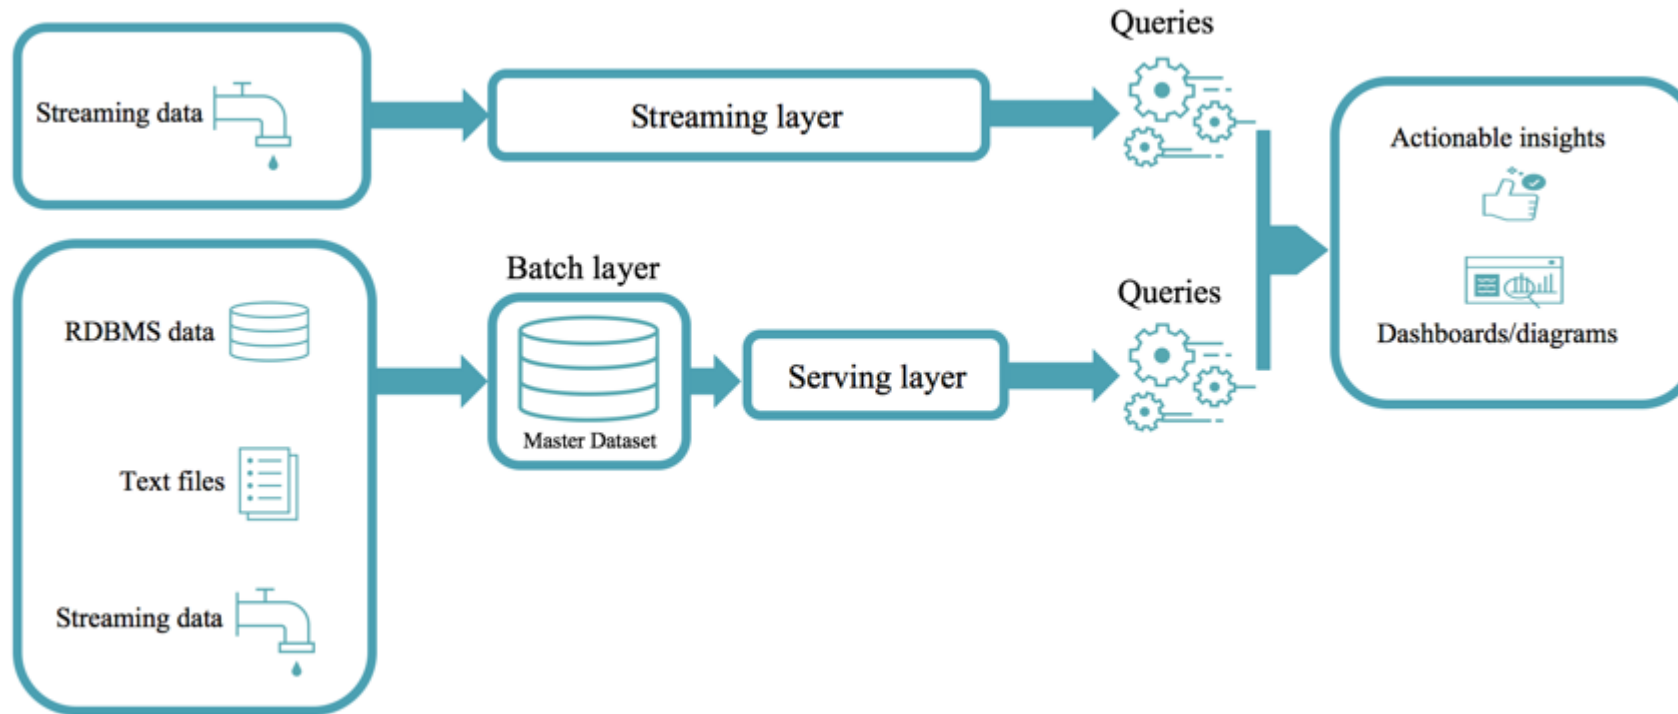 Queries
Streaming data
Streaming layer
Actionable insights
Dashboards/diagrams
Batch layer
Queries
RDBMS data
Serving layer
Master Dataset
Text files
Streaming data